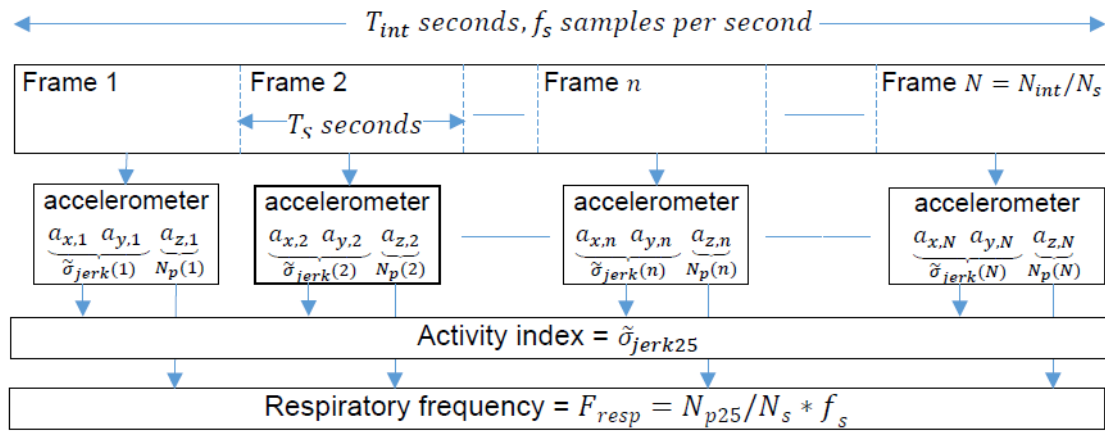 T_int seconds, f_s samples per second
Frame 1 Frame 2 Frame n Frame N = N_int/N_s
T_S seconds
accelerometer accelerometer accelerometer accelerometer
a_x,1 a_y,1 a_z,1 a_x,2 a_y,2 a_z,2 a_x,n a_y,n a_z,n a_x,N a_y,N a_z,N
σ̃_jerk(1) N_p(1) σ̃_jerk(2) N_p(2) σ̃_jerk(n) N_p(n) σ̃_jerk(N) N_p(N)
Activity index = σ̃_jerk25
Respiratory frequency = F_resp = N_p25/N_s * f_s